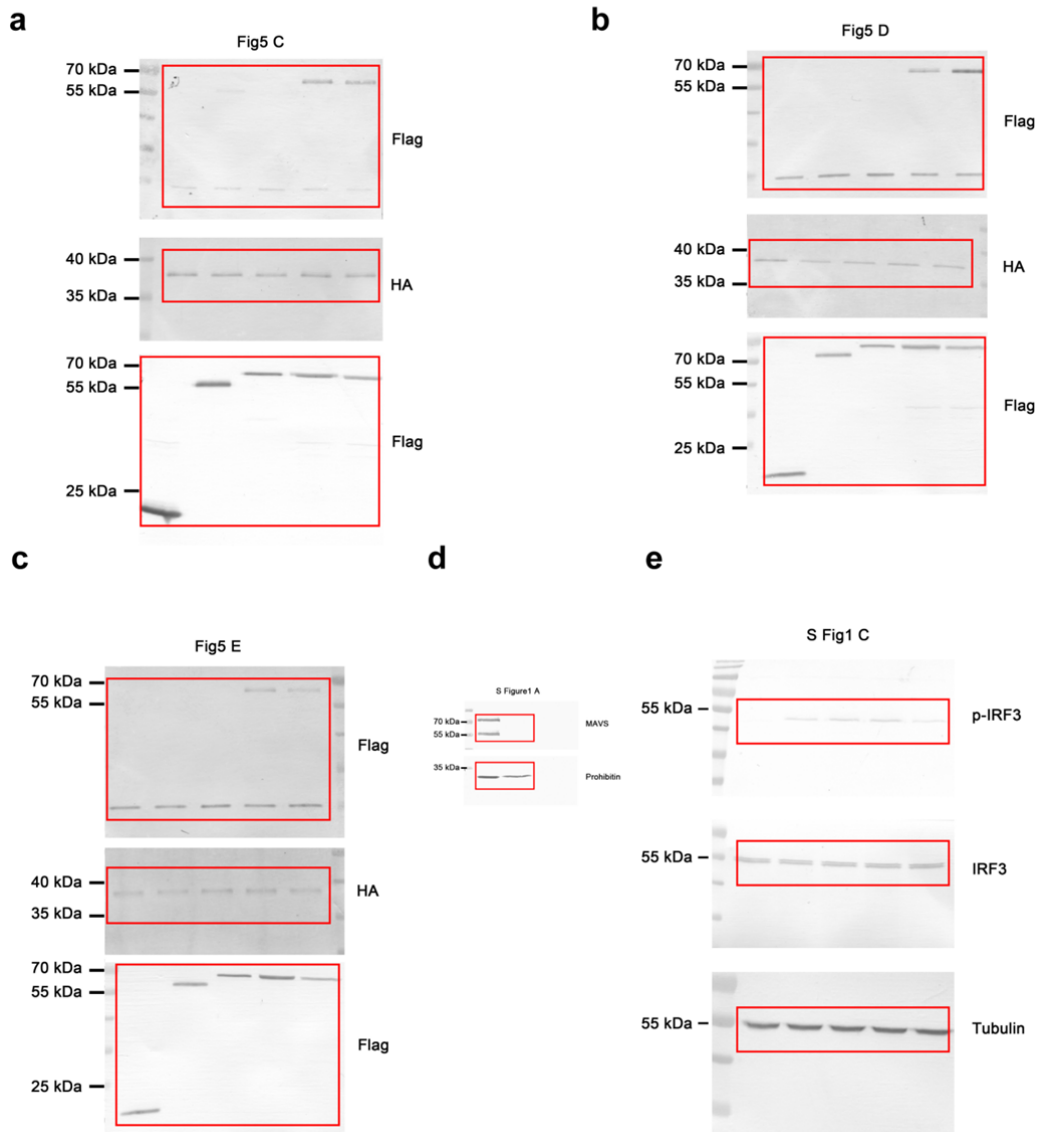 a
Fig5 C
70 kDa
55 kDa
Flag
40 kDa
35 kDa
HA
70 kDa
55 kDa
Flag
25 kDa
b
Fig5 D
70 kDa
55 kDa
Flag
40 kDa
35 kDa
HA
70 kDa
55 kDa
Flag
25 kDa
c
Fig5 E
70 kDa
55 kDa
Flag
40 kDa
35 kDa
HA
70 kDa
55 kDa
Flag
25 kDa
d
S Figure1 A
70 kDa
55 kDa
MAVS
35 kDa
Prohibitin
e
S Fig1 C
55 kDa
p-IRF3
55 kDa
IRF3
55 kDa
Tubulin